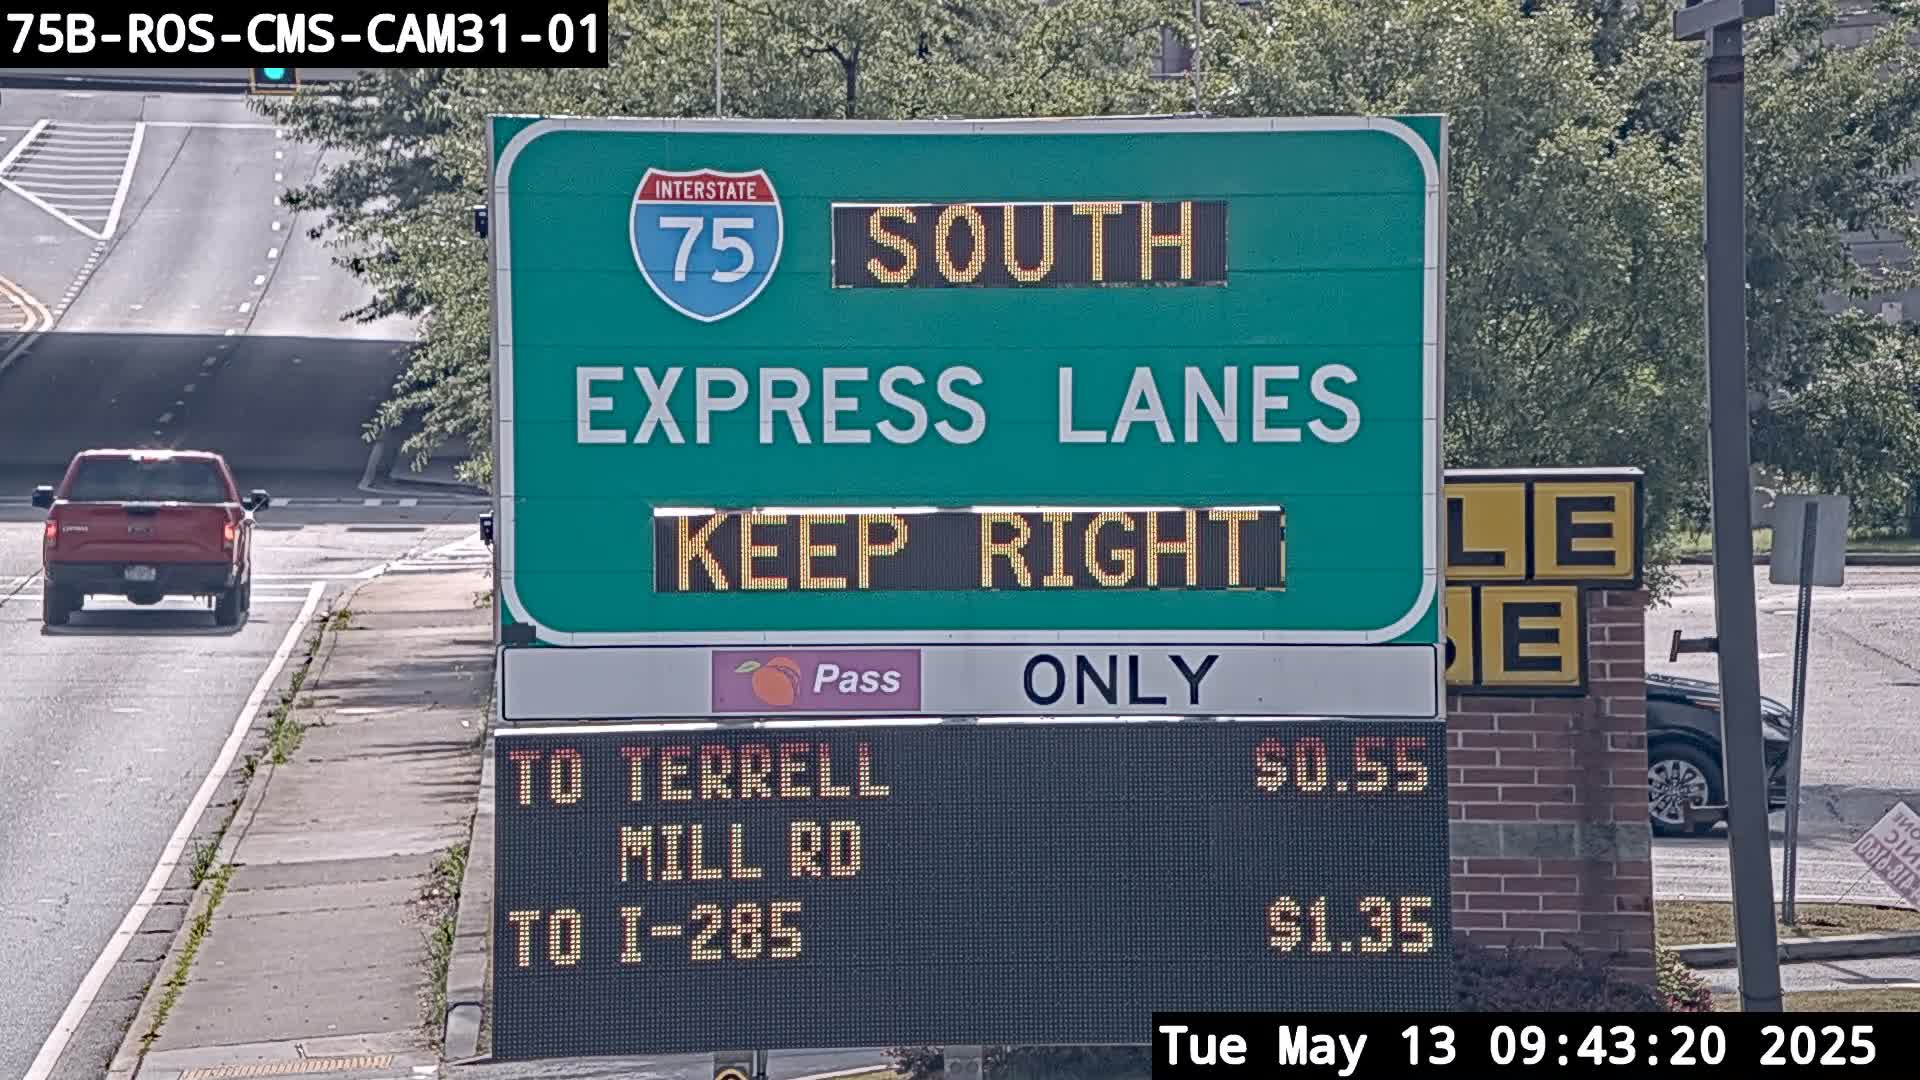 75B-ROS-CMS-CAM31-01
INTERSTATE
75
SOUTH
EXPRESS LANES
KEEP RIGHT
Pass ONLY
TO TERRELL $0.55
MILL RD
TO I-285 $1.35
LE
E
Tue May 13 09:43:20 2025